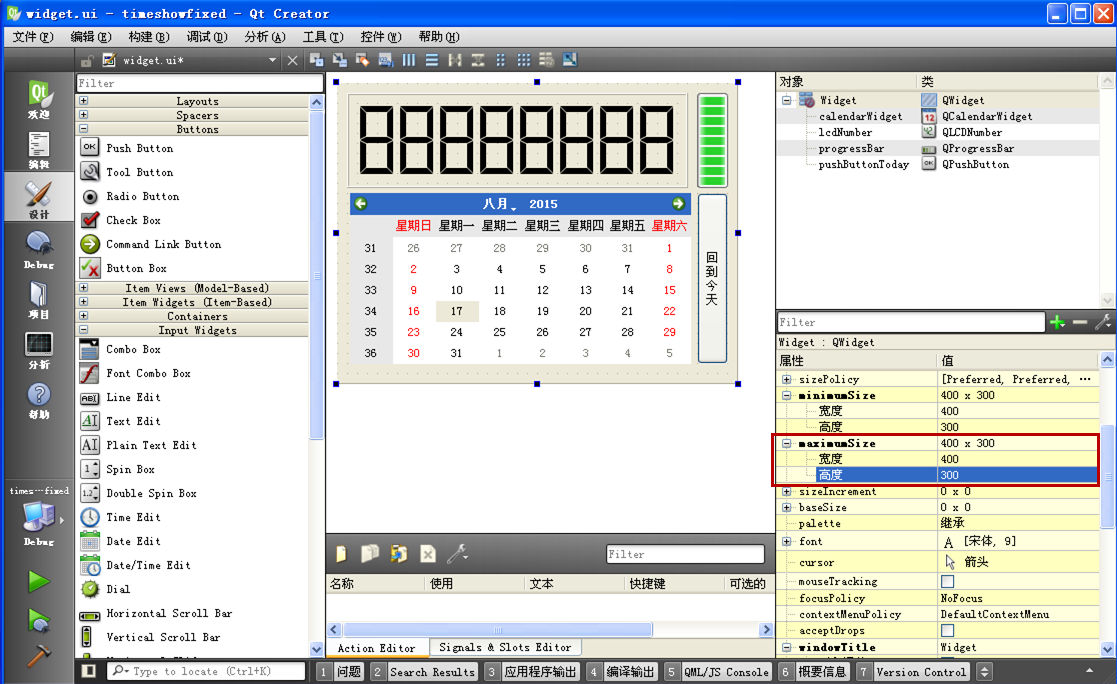 widget.ui - timeshowfixed - Qt Creator
文件(F) 编辑(E) 构建(B) 调试(D) 分析(A) 工具(T) 控件(W) 帮助(H)
widget.ui*
Qt
欢迎
编辑
设计
Debug
项目
分析
帮助
times…fixed
Debug
Filter
Layouts
Spacers
Buttons
OK Push Button
Tool Button
Radio Button
Check Box
Command Link Button
Button Box
Item Views (Model-Based)
Item Widgets (Item-Based)
Containers
Input Widgets
Combo Box
Font Combo Box
ABI Line Edit
AI Text Edit
AI Plain Text Edit
1 Spin Box
1.2 Double Spin Box
Time Edit
Date Edit
Date/Time Edit
Dial
Horizontal Scroll Bar
Vertical Scroll Bar
88888888
八月, 2015
星期日 星期一 星期二 星期三 星期四 星期五 星期六
31 26 27 28 29 30 31 1
32 2 3 4 5 6 7 8
33 9 10 11 12 13 14 15
34 16 17 18 19 20 21 22
35 23 24 25 26 27 28 29
36 30 31 1 2 3 4 5
回到今天
Filter
名称 使用 文本 快捷键 可选的
Action Editor Signals & Slots Editor
对象 类
Widget QWidget
calendarWidget 12 QCalendarWidget
lcdNumber 42 QLCDNumber
progressBar QProgressBar
pushButtonToday OK QPushButton
Filter
Widget : QWidget
属性 值
sizePolicy [Preferred, Preferred, …
minimumSize 400 x 300
宽度 400
高度 300
maximumSize 400 x 300
宽度 400
高度 300
sizeIncrement 0 x 0
baseSize 0 x 0
palette 继承
font A [宋体, 9]
cursor 箭头
mouseTracking
focusPolicy NoFocus
contextMenuPolicy DefaultContextMenu
acceptDrops
windowTitle Widget
Type to locate (Ctrl+K) 1 问题 2 Search Results 3 应用程序输出 4 编译输出 5 QML/JS Console 6 概要信息 7 Version Control